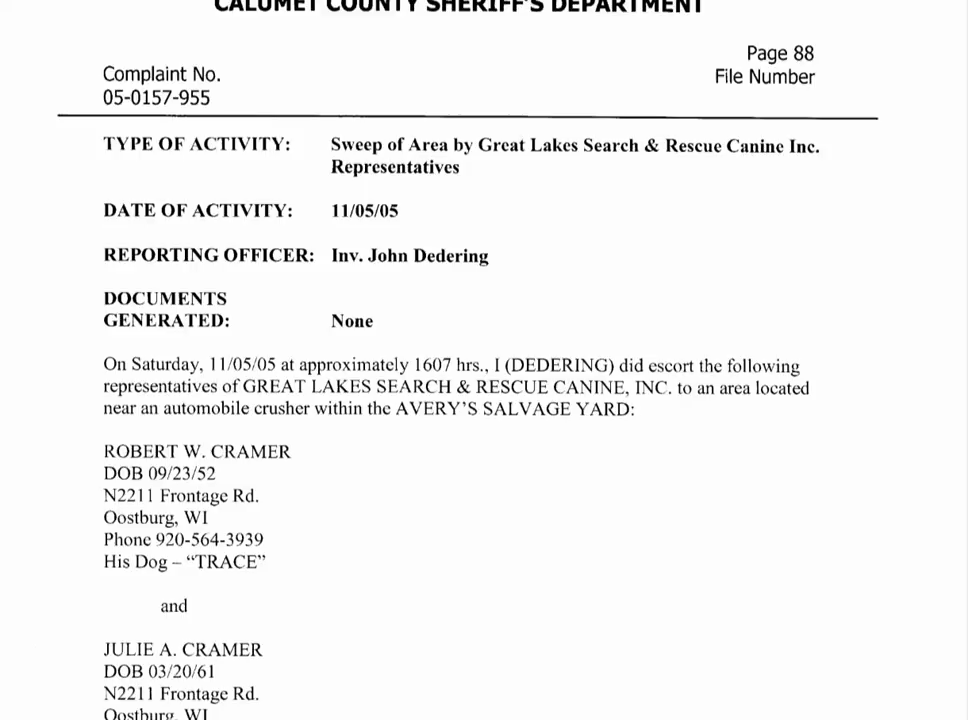 CALUMET COUNTY SHERIFF'S DEPARTMENT
Page 88
Complaint No.
File Number
05-0157-955
TYPE OF ACTIVITY: Sweep of Area by Great Lakes Search & Rescue Canine Inc.
Representatives
DATE OF ACTIVITY: 11/05/05
REPORTING OFFICER: Inv. John Dedering
DOCUMENTS
GENERATED: None
On Saturday, 11/05/05 at approximately 1607 hrs., I (DEDERING) did escort the following
representatives of GREAT LAKES SEARCH & RESCUE CANINE, INC. to an area located
near an automobile crusher within the AVERY'S SALVAGE YARD:
ROBERT W. CRAMER
DOB 09/23/52
N2211 Frontage Rd.
Oostburg, WI
Phone 920-564-3939
His Dog – “TRACE”
and
JULIE A. CRAMER
DOB 03/20/61
N2211 Frontage Rd.
Oostburg, WI